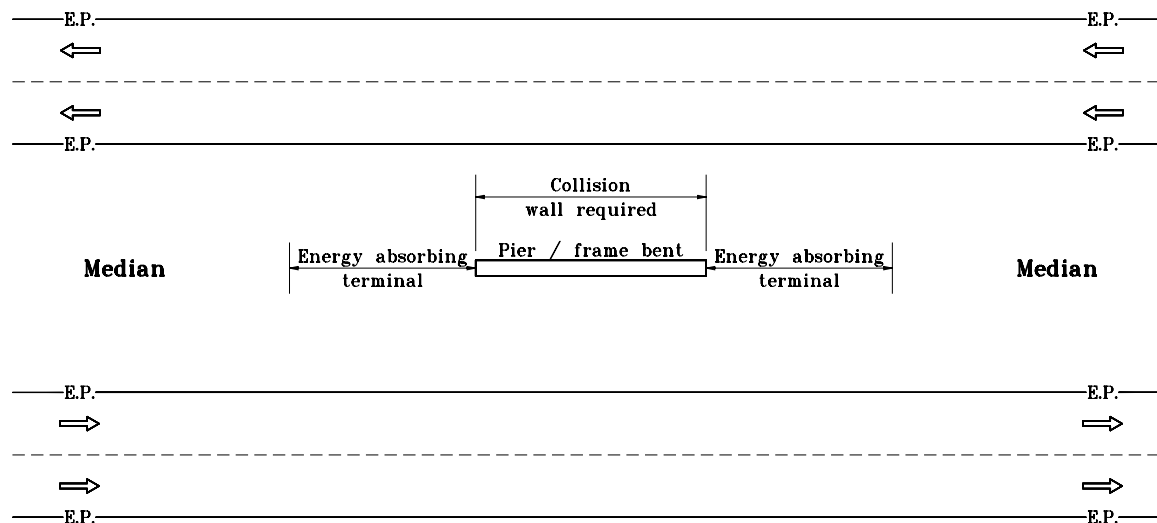 E.P. E.P.
E.P. E.P.
Collision
wall required
Energy absorbing Pier / frame bent Energy absorbing
Median Median
terminal terminal
E.P. E.P.
E.P. E.P.